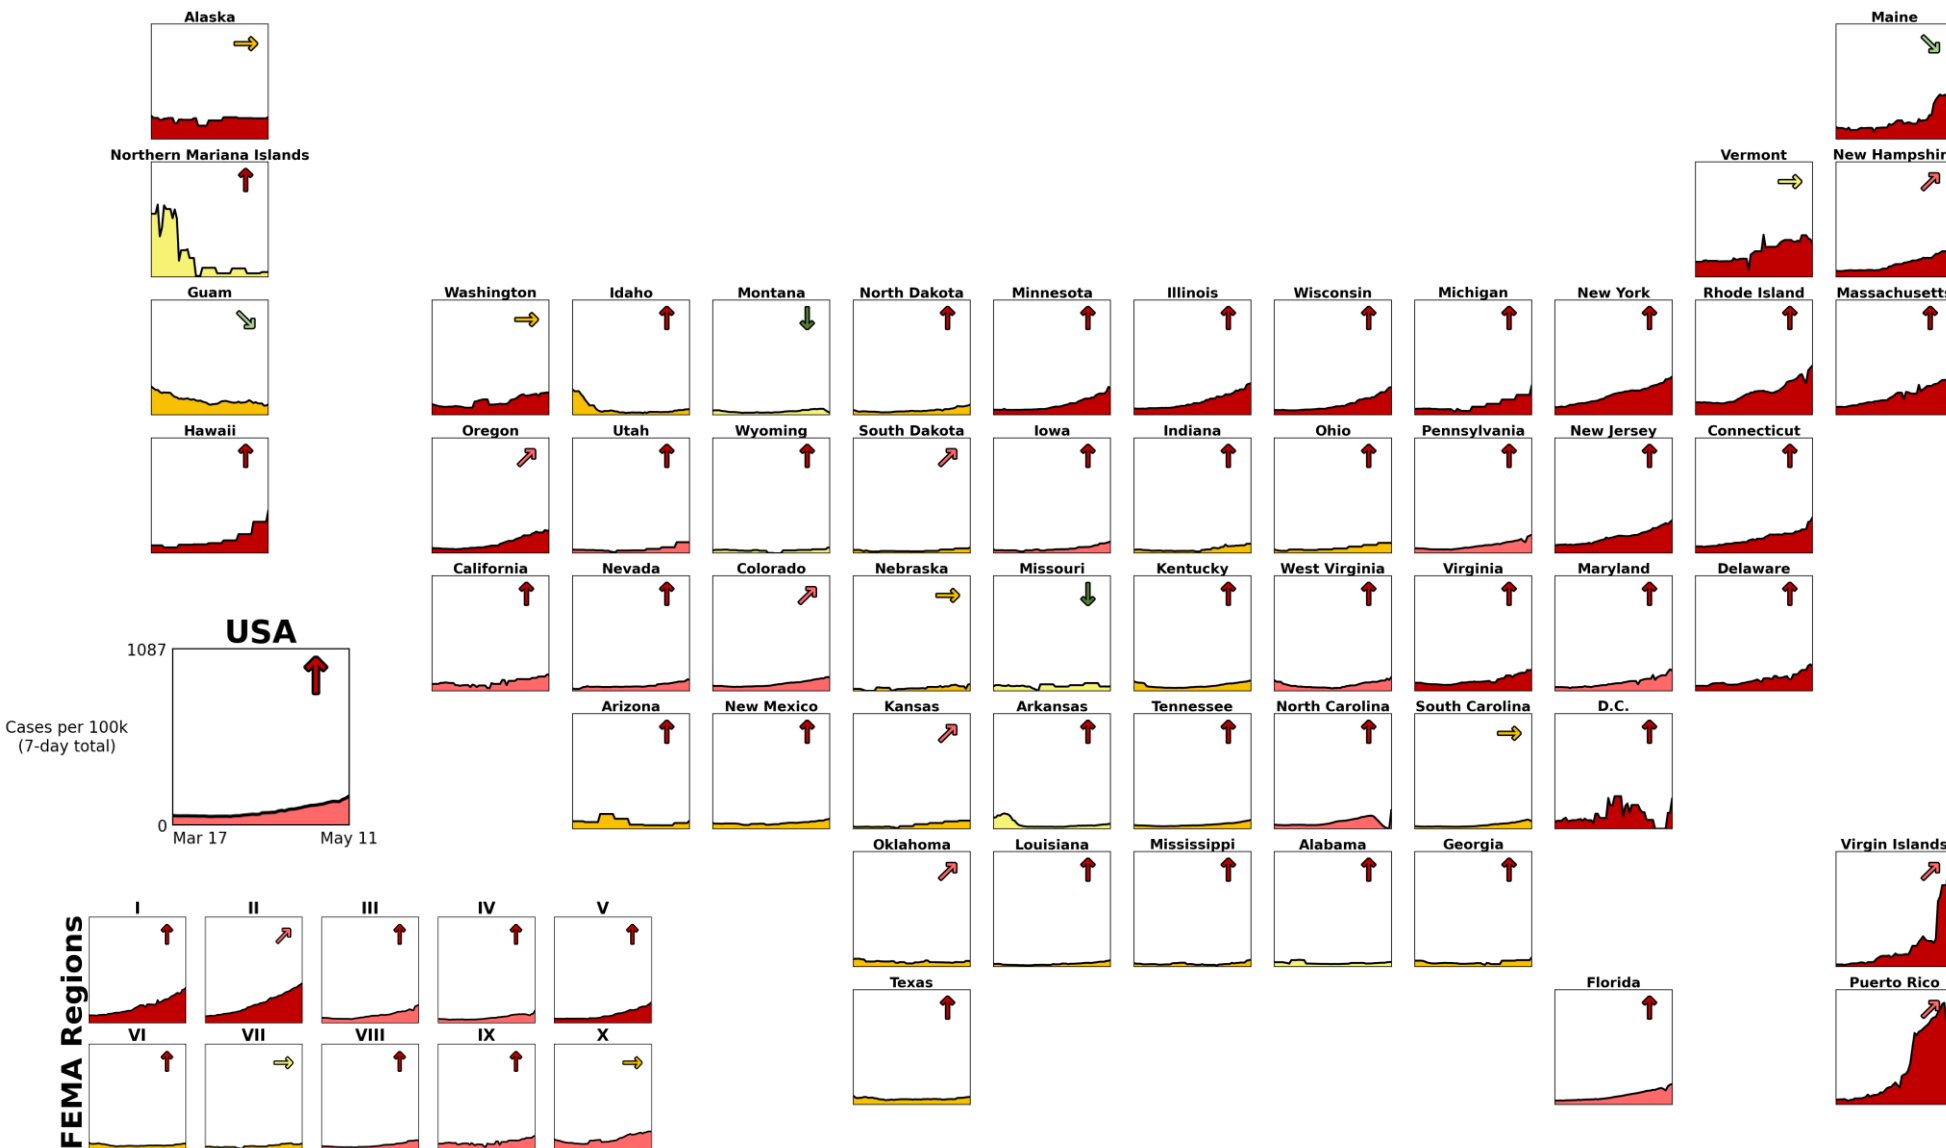 Alaska Maine
Northern Mariana Islands Vermont New Hampshir
Guam Washington Idaho Montana North Dakota Minnesota Illinois Wisconsin Michigan New York Rhode Island Massachusetts
Hawaii Oregon Utah Wyoming South Dakota Iowa Indiana Ohio Pennsylvania New Jersey Connecticut
California Nevada Colorado Nebraska Missouri Kentucky West Virginia Virginia Maryland Delaware
USA
1087
Cases per 100k
(7-day total)
0
Mar 17 May 11
Arizona New Mexico Kansas Arkansas Tennessee North Carolina South Carolina D.C.
Oklahoma Louisiana Mississippi Alabama Georgia Virgin Islands
Texas Florida Puerto Rico
FEMA Regions
I II III IV V
VI VII VIII IX X